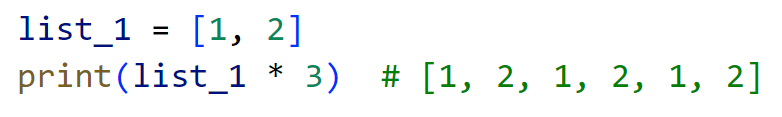 list_1 = [1, 2]
print(list_1 * 3)  # [1, 2, 1, 2, 1, 2]